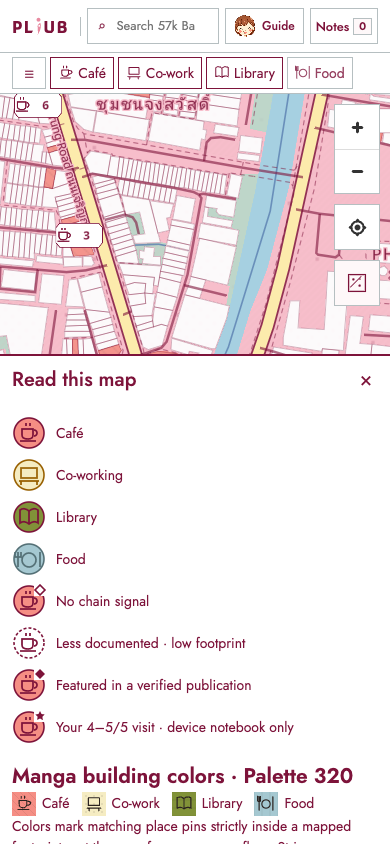 PLIUB
Search 57k Ba
Guide
Notes 0
Café
Co-work
Library
Food
6
ชุมชนจงสวัสดิ์
3
Read this map
Café
Co-working
Library
Food
No chain signal
Less documented · low footprint
Featured in a verified publication
Your 4–5/5 visit · device notebook only
Manga building colors · Palette 320
Café Co-work Library Food
Colors mark matching place pins strictly inside a mapped